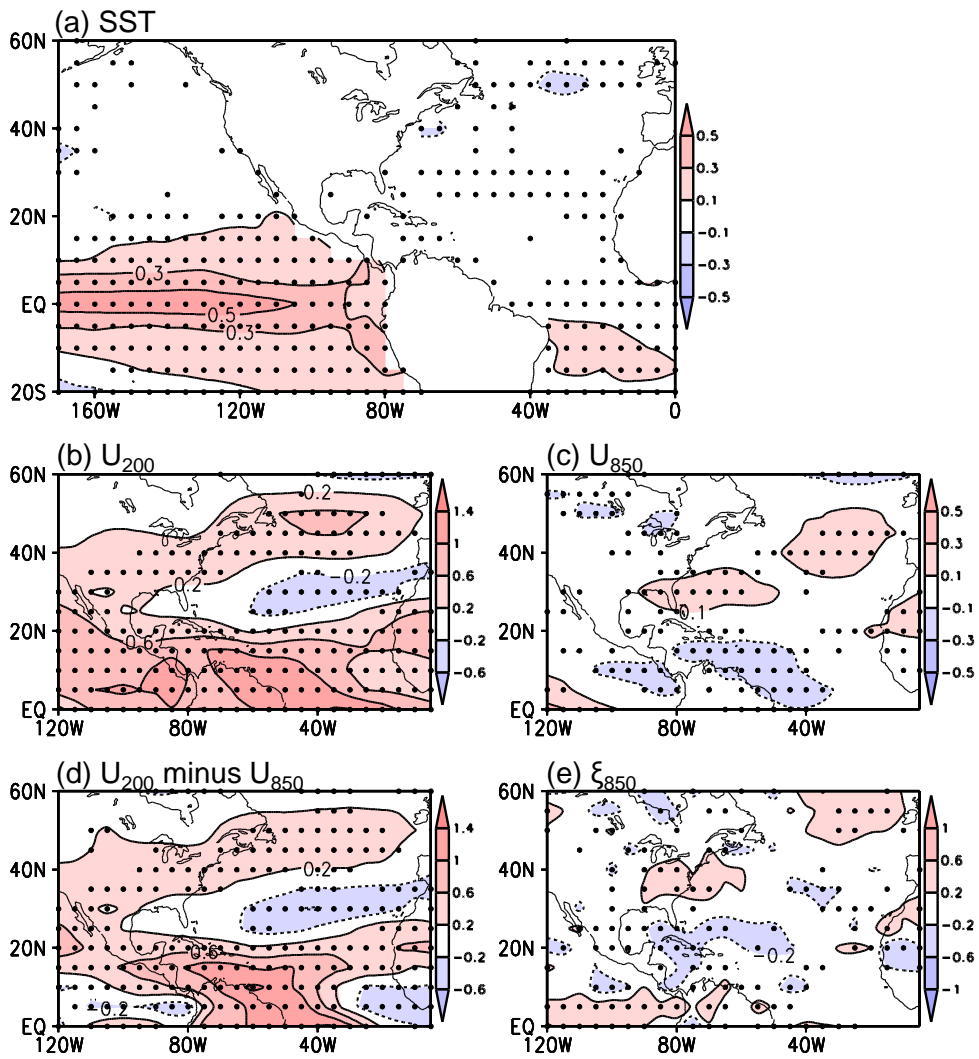 (a) SST
60N
40N
20N
EQ
20S
160W 120W 80W 40W 0
0.3
0.5
0.3
0.5
0.3
0.1
−0.1
−0.3
−0.5
(b) U200
60N
40N
20N
EQ
120W 80W 40W
0.2
0.2
−0.2
0.6
1.4
1
0.6
0.2
−0.2
−0.6
(c) U850
60N
40N
20N
EQ
120W 80W 40W
0.1
0.5
0.3
0.1
−0.1
−0.3
−0.5
(d) U200 minus U850
60N
40N
20N
EQ
120W 80W 40W
0.2
0.6
0.2
1.4
1
0.6
0.2
−0.2
−0.6
(e) ξ850
60N
40N
20N
EQ
120W 80W 40W
−0.2
1
0.6
0.2
−0.2
−0.6
−1